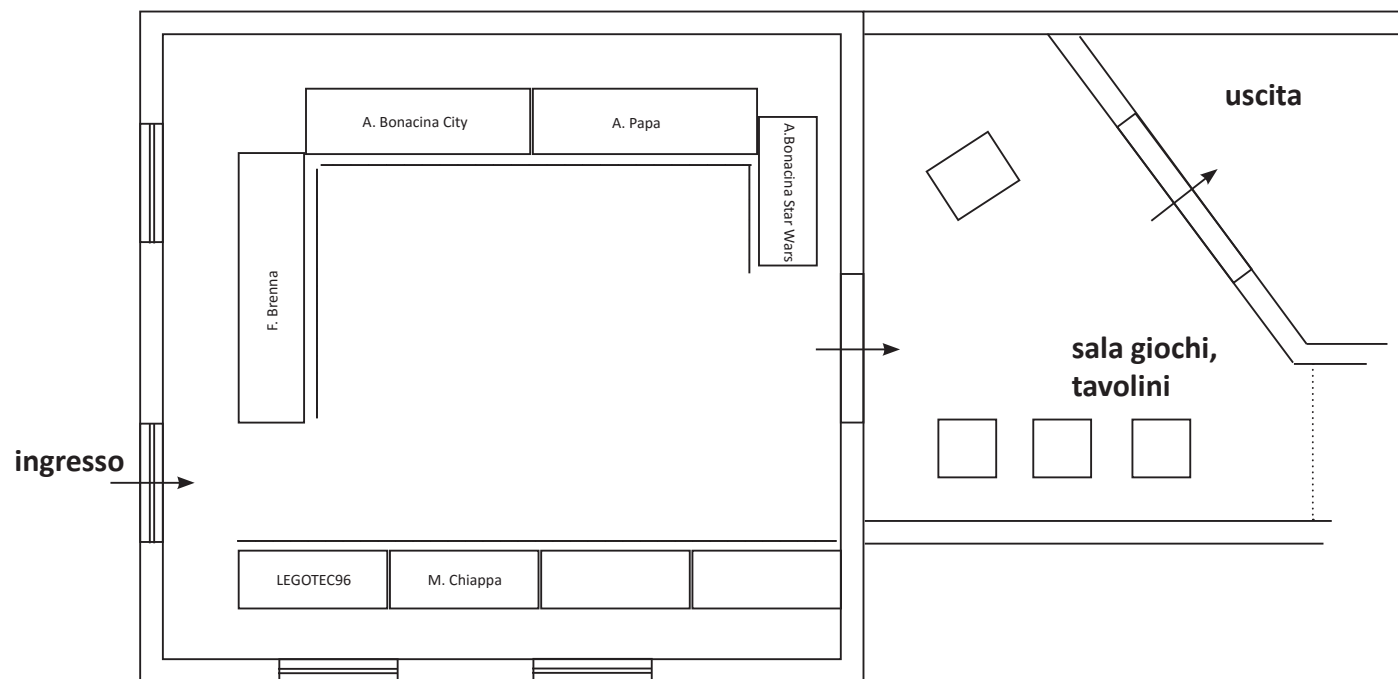 uscita
A. Bonacina City
A. Papa
A.Bonacina Star Wars
F. Brenna
sala giochi,
tavolini
ingresso
LEGOTEC96
M. Chiappa